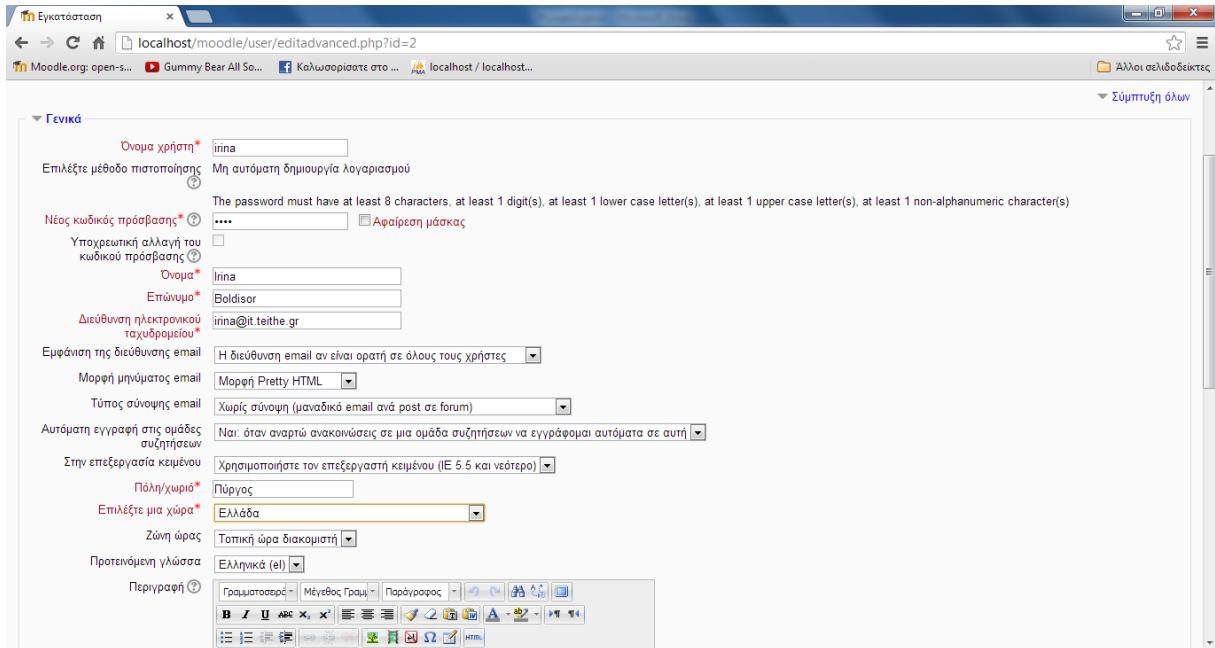 Εγκατάσταση
localhost/moodle/user/editadvanced.php?id=2
Moodle.org: open-s... Gummy Bear All So... Καλωσορίσατε στο ... localhost / localhost... Άλλοι σελιδοδείκτες
Σύμπτυξη όλων
Γενικά
Όνομα χρήστη* irina
Επιλέξτε μέθοδο πιστοποίησης Μη αυτόματη δημιουργία λογαριασμού
The password must have at least 8 characters, at least 1 digit(s), at least 1 lower case letter(s), at least 1 upper case letter(s), at least 1 non-alphanumeric character(s)
Νέος κωδικός πρόσβασης* •••• Αφαίρεση μάσκας
Υποχρεωτική αλλαγή του
κωδικού πρόσβασης
Όνομα* Irina
Επώνυμο* Boldisor
Διεύθυνση ηλεκτρονικού
ταχυδρομείου* irina@it.teithe.gr
Εμφάνιση της διεύθυνσης email Η διεύθυνση email αν είναι ορατή σε όλους τους χρήστες
Μορφή μηνύματος email Μορφή Pretty HTML
Τύπος σύνοψης email Χωρίς σύνοψη (μαναδικό email ανά post σε forum)
Αυτόματη εγγραφή στις ομάδες
συζητήσεων Ναι: όταν αναρτώ ανακοινώσεις σε μια ομάδα συζητήσεων να εγγράφομαι αυτόματα σε αυτή
Στην επεξεργασία κειμένου Χρησιμοποιήστε τον επεξεργαστή κειμένου (IE 5.5 και νεότερο)
Πόλη/χωριό* Πύργος
Επιλέξτε μια χώρα* Ελλάδα
Ζώνη ώρας Τοπική ώρα διακομιστή
Προτεινόμενη γλώσσα Ελληνικά (el)
Περιγραφή Γραμματοσειρά Μέγεθος Γραμμ Παράγραφος
B I U ABC x₂ x² A ab
Ω HTML